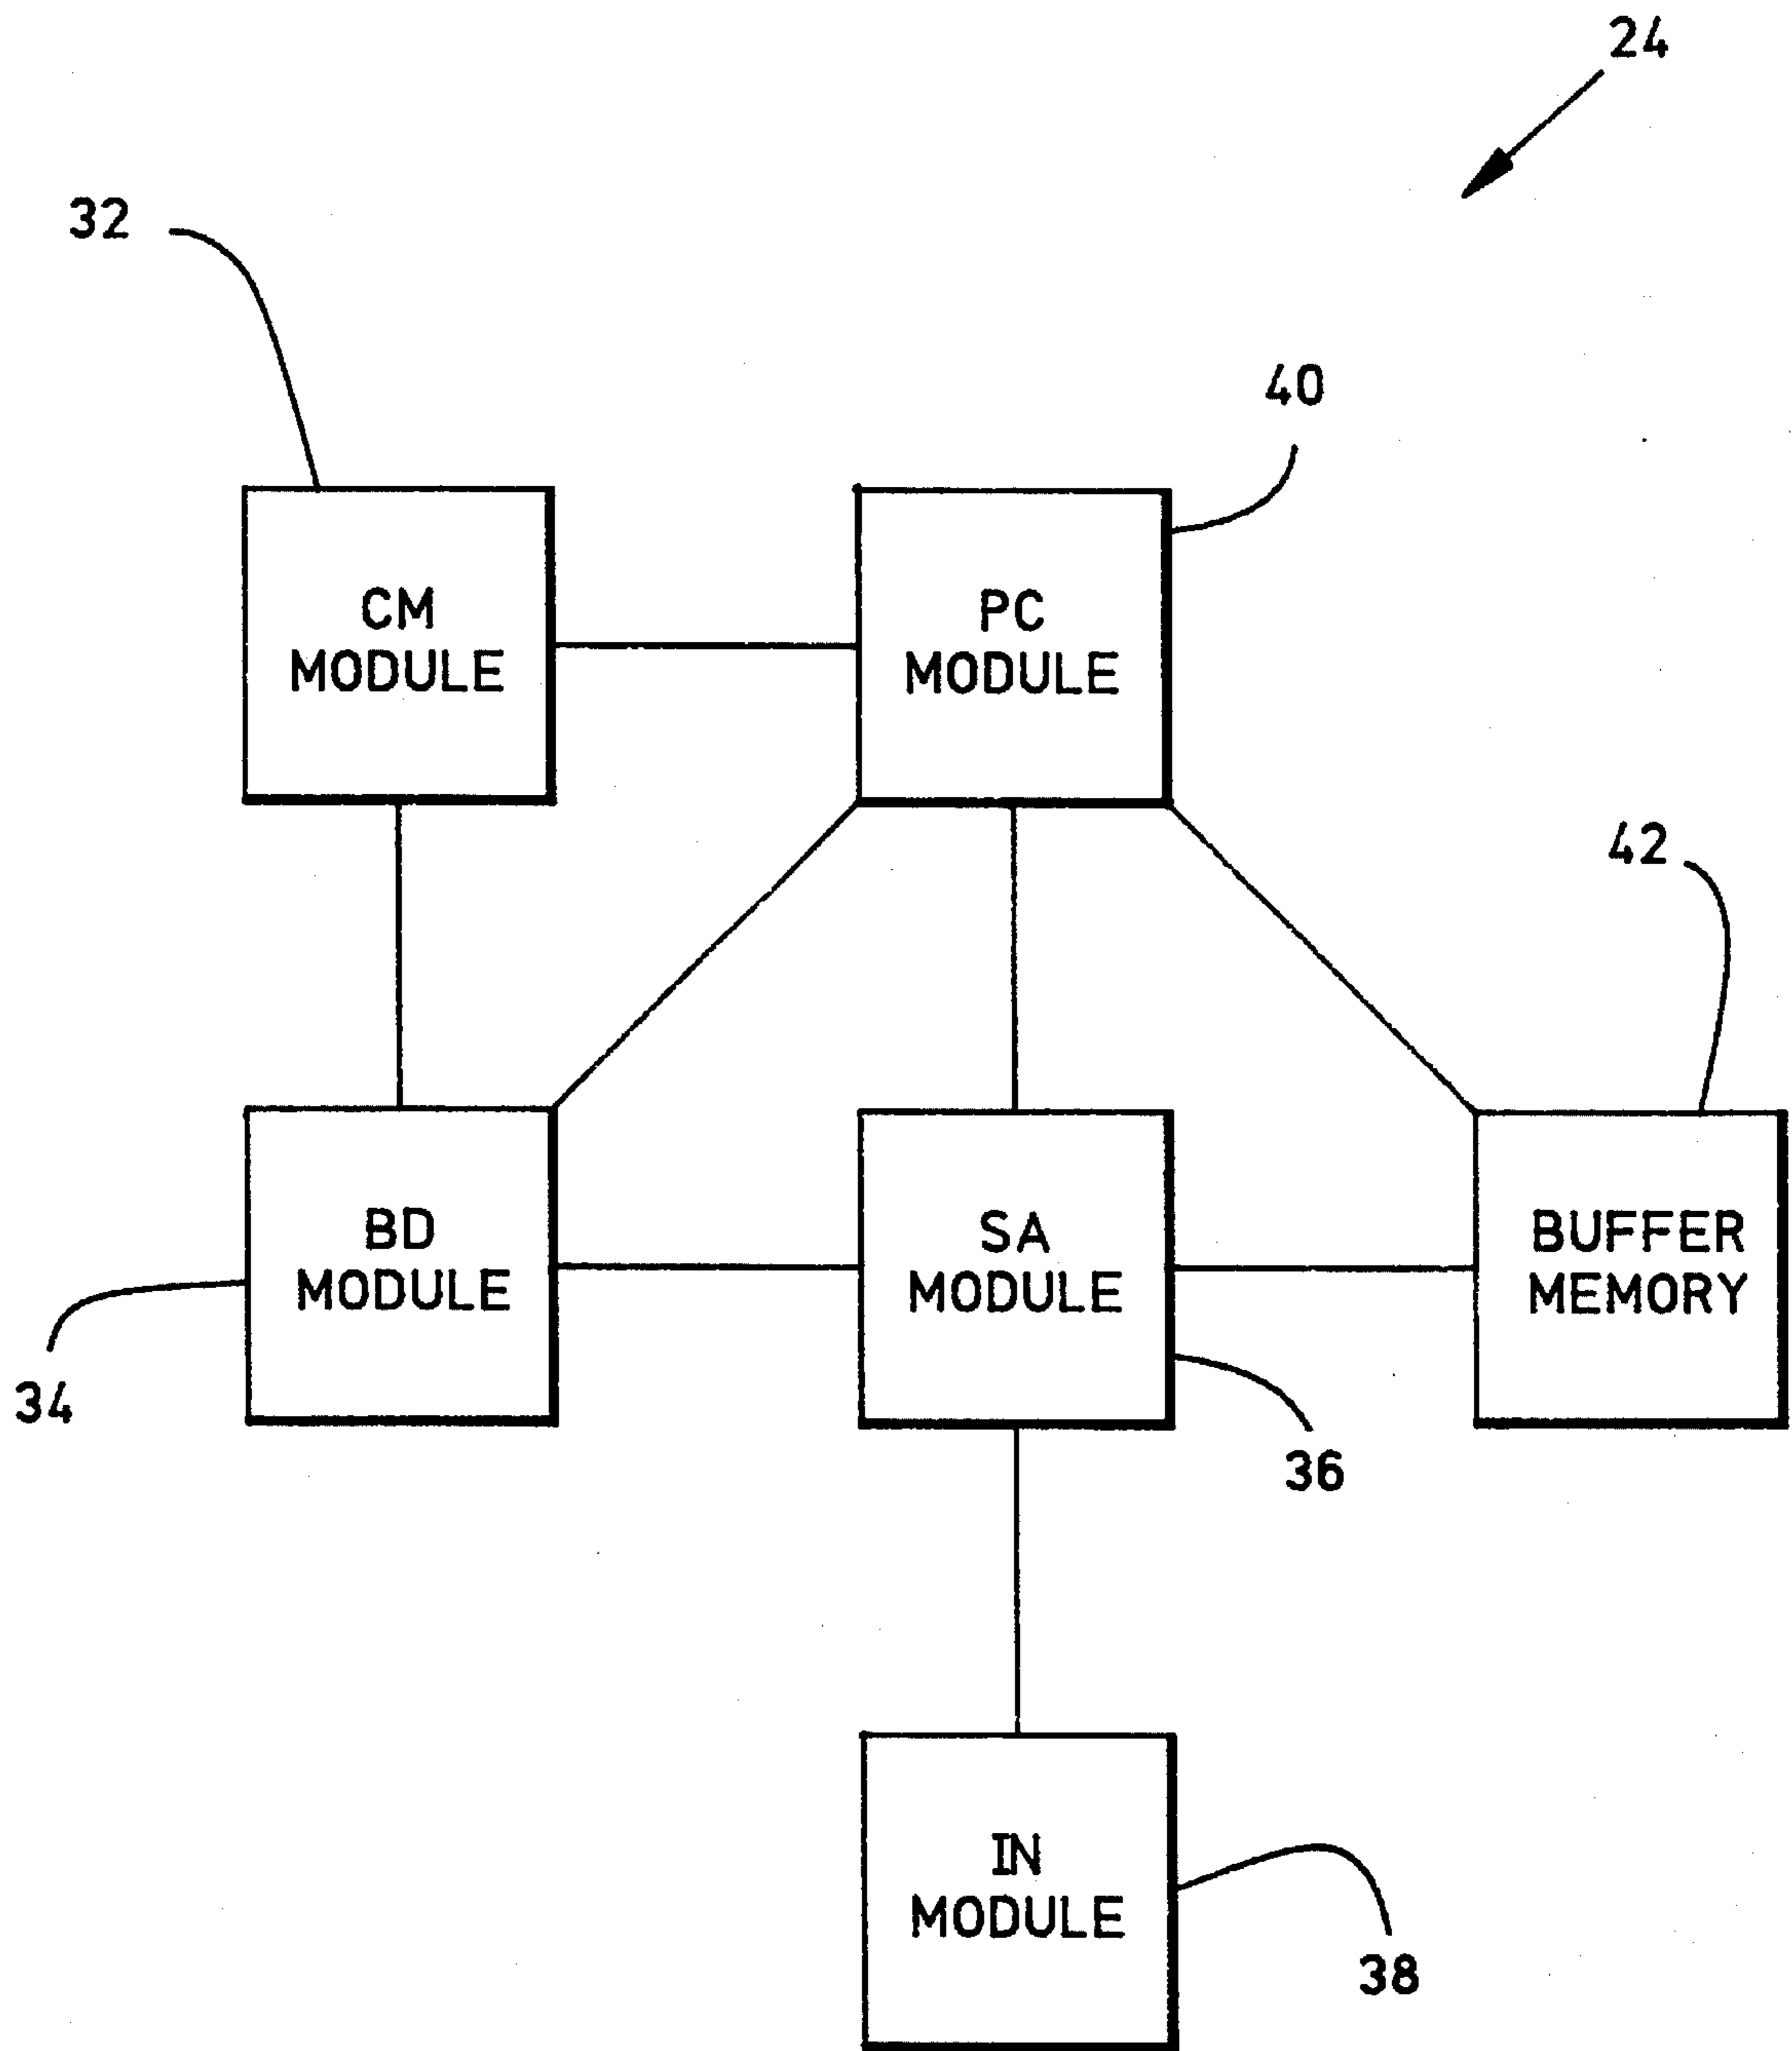 24
32
40
CM
MODULE
PC
MODULE
42
BD
MODULE
SA
MODULE
BUFFER
MEMORY
34
36
IN
MODULE
38